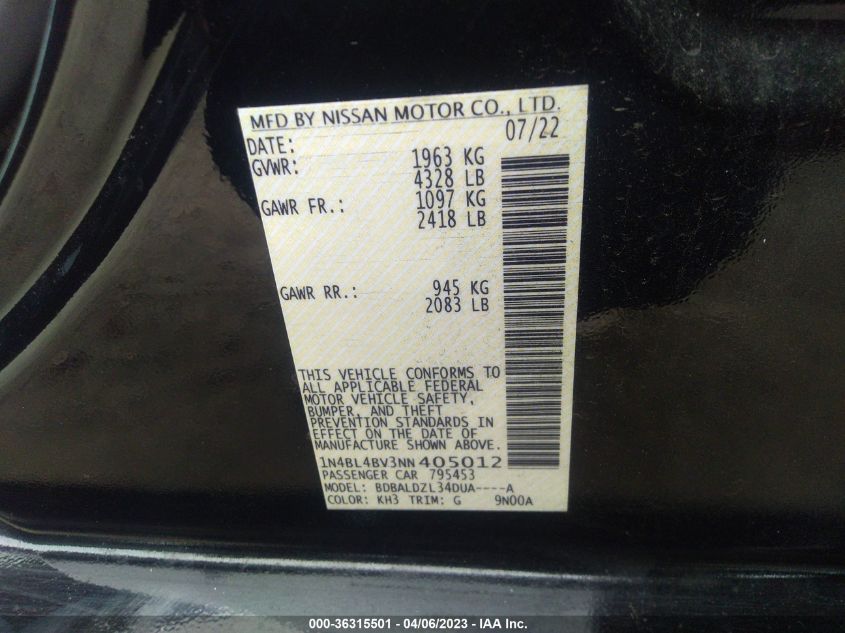 MFD BY NISSAN MOTOR CO., LTD.
DATE: 07/22
GVWR: 1963 KG
4328 LB
GAWR FR.: 1097 KG
2418 LB
GAWR RR.: 945 KG
2083 LB
THIS VEHICLE CONFORMS TO
ALL APPLICABLE FEDERAL
MOTOR VEHICLE SAFETY,
BUMPER, AND THEFT
PREVENTION STANDARDS IN
EFFECT ON THE DATE OF
MANUFACTURE SHOWN ABOVE.
1N4BL4BV3NN405012
PASSENGER CAR 795453
MODEL: BDBALDZL34DUA----A
COLOR: KH3 TRIM: G 9N00A
000-36315501 - 04/06/2023 - IAA Inc.